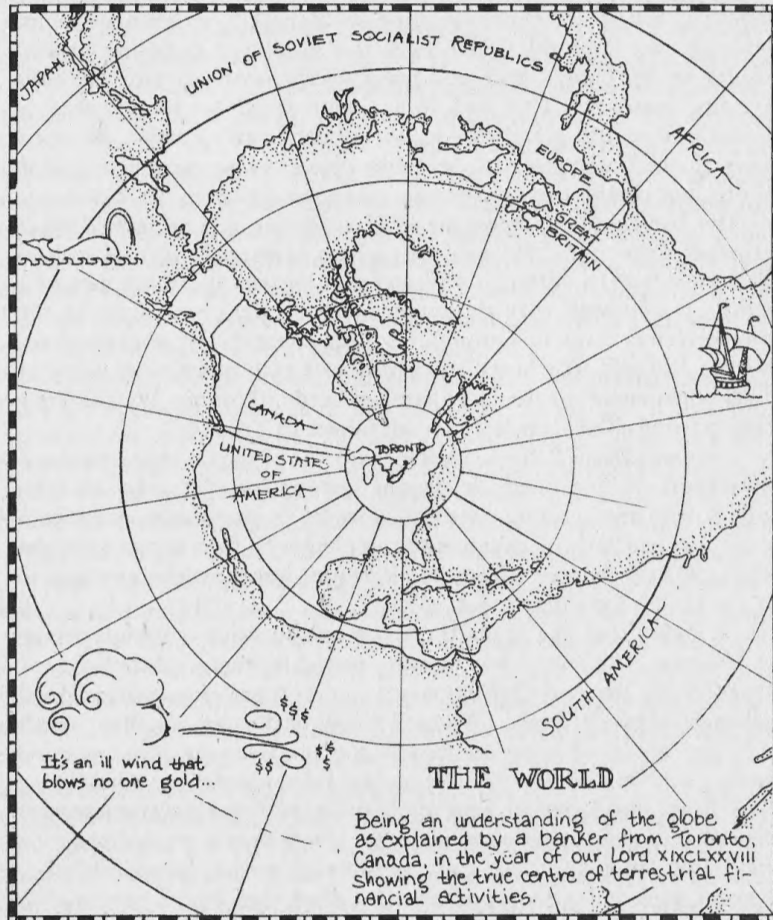 JAPAN
UNION OF SOVIET SOCIALIST REPUBLICS
AFRICA
EUROPE
GREAT
BRITAIN
CANADA
TORONTO
UNITED STATES
OF
AMERICA
SOUTH AMERICA
$$$
$$
$$
$
It's an ill wind that
blows no one gold...
THE WORLD
Being an understanding of the globe
as explained by a banker from Toronto,
Canada, in the year of our Lord XIXCLXXVIII
showing the true centre of terrestrial fi-
nancial activities.